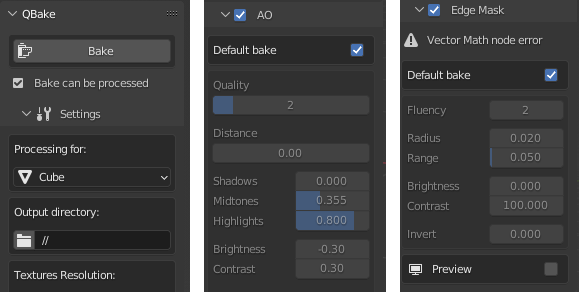 QBake
Bake
Bake can be processed
Settings
Processing for:
Cube
Output directory:
//
Textures Resolution:
AO
Default bake
Quality
2
Distance
0.00
Shadows 0.000
Midtones 0.355
Highlights 0.800
Brightness -0.30
Contrast 0.30
Edge Mask
Vector Math node error
Default bake
Fluency 2
Radius 0.020
Range 0.050
Brightness 0.000
Contrast 100.000
Invert 0.000
Preview